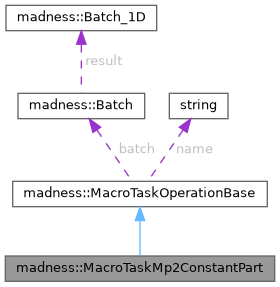 madness::Batch_1D
result
madness::Batch
string
batch
name
madness::MacroTaskOperationBase
madness::MacroTaskMp2ConstantPart